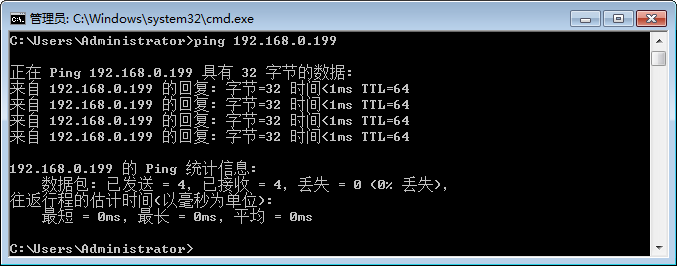 管理员: C:\Windows\system32\cmd.exe
C:\Users\Administrator>ping 192.168.0.199
正在 Ping 192.168.0.199 具有 32 字节的数据:
来自 192.168.0.199 的回复: 字节=32 时间<1ms TTL=64
来自 192.168.0.199 的回复: 字节=32 时间<1ms TTL=64
来自 192.168.0.199 的回复: 字节=32 时间<1ms TTL=64
来自 192.168.0.199 的回复: 字节=32 时间<1ms TTL=64
192.168.0.199 的 Ping 统计信息:
数据包: 已发送 = 4, 已接收 = 4, 丢失 = 0 (0% 丢失),
往返行程的估计时间(以毫秒为单位):
最短 = 0ms, 最长 = 0ms, 平均 = 0ms
C:\Users\Administrator>